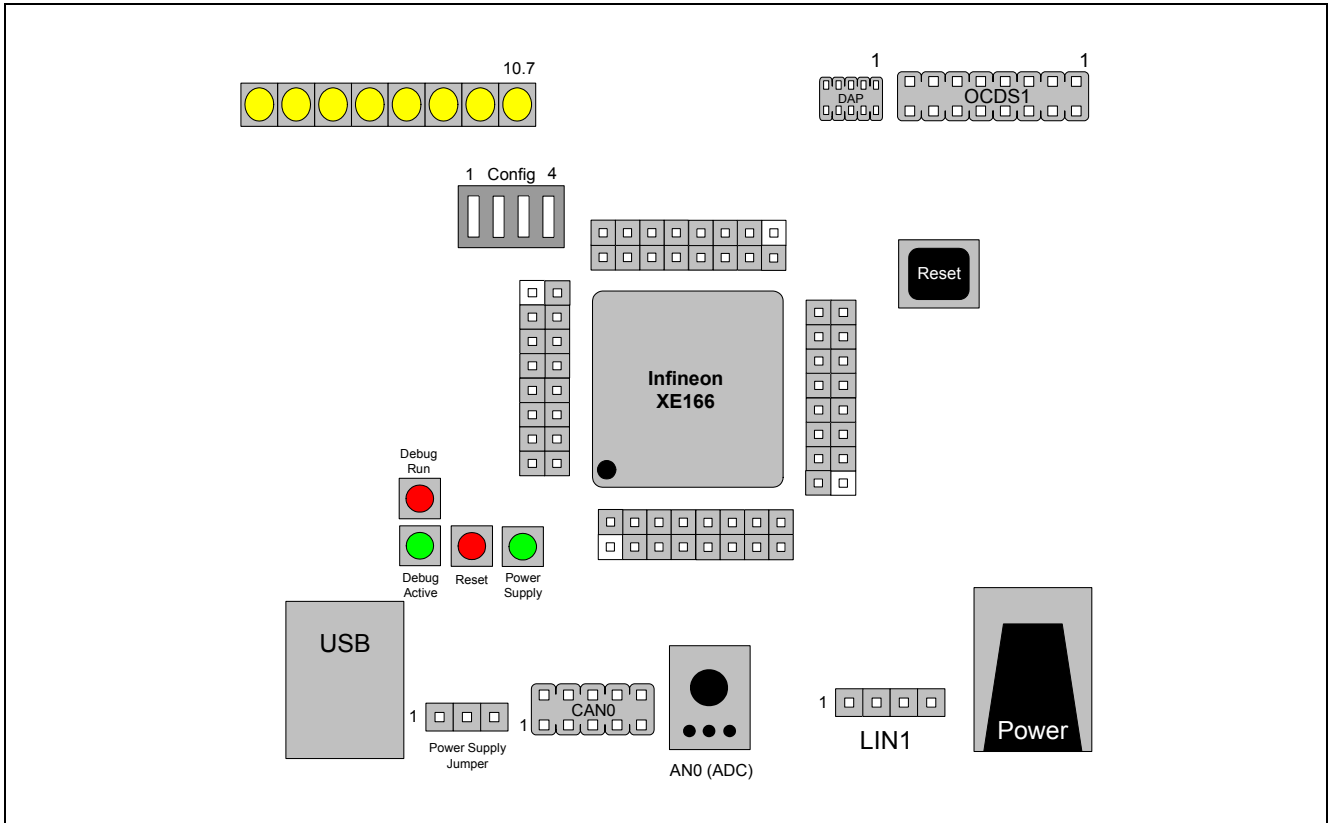 10.7
1
1
DAP
OCDS1
1 Config 4
Reset
Infineon
XE166
Debug
Run
Debug
Active
Reset
Power
Supply
USB
1
Power Supply
Jumper
1
CAN0
AN0 (ADC)
1
LIN1
Power